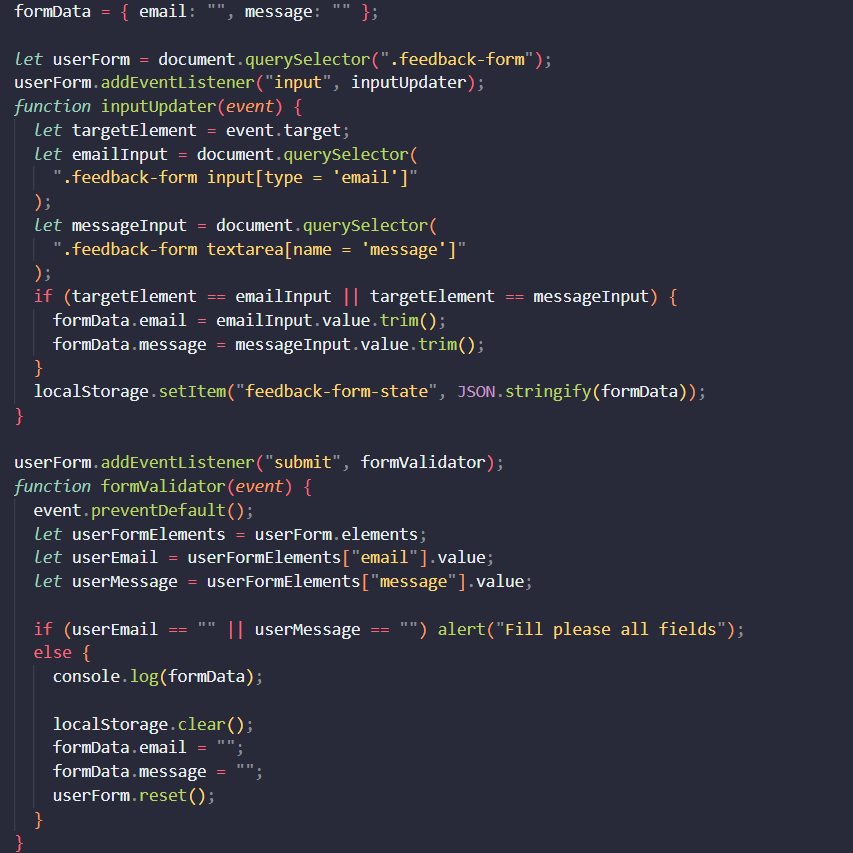 formData = { email: "", message: "" };

let userForm = document.querySelector(".feedback-form");
userForm.addEventListener("input", inputUpdater);
function inputUpdater(event) {
  let targetElement = event.target;
  let emailInput = document.querySelector(
    ".feedback-form input[type = 'email']"
  );
  let messageInput = document.querySelector(
    ".feedback-form textarea[name = 'message']"
  );
  if (targetElement == emailInput || targetElement == messageInput) {
    formData.email = emailInput.value.trim();
    formData.message = messageInput.value.trim();
  }
  localStorage.setItem("feedback-form-state", JSON.stringify(formData));
}

userForm.addEventListener("submit", formValidator);
function formValidator(event) {
  event.preventDefault();
  let userFormElements = userForm.elements;
  let userEmail = userFormElements["email"].value;
  let userMessage = userFormElements["message"].value;

  if (userEmail == "" || userMessage == "") alert("Fill please all fields");
  else {
    console.log(formData);

    localStorage.clear();
    formData.email = "";
    formData.message = "";
    userForm.reset();
  }
}